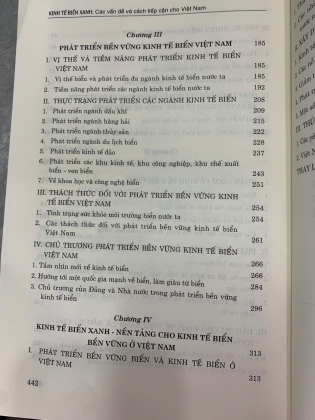 KINH TẾ BIỂN XANH: Các vấn đề và cách tiếp cận cho Việt Nam
Chương III
PHÁT TRIỂN BỀN VỮNG KINH TẾ BIỂN VIỆT NAM 185
I. VỊ THẾ VÀ TIỀM NĂNG PHÁT TRIỂN KINH TẾ BIỂN
VIỆT NAM 185
1. Vị thế biển và phát triển đa ngành kinh tế biển nước ta 185
2. Tiềm năng phát triển các ngành kinh tế biển nước ta 192
II. THỰC TRẠNG PHÁT TRIỂN CÁC NGÀNH KINH TẾ BIỂN 208
1. Phát triển ngành dầu khí 209
2. Phát triển ngành hàng hải 215
3. Phát triển ngành thủy sản 222
4. Phát triển ngành du lịch biển 228
5. Phát triển kinh tế đảo 237
6. Phát triển các khu kinh tế, khu công nghiệp, khu chế xuất
biển - ven biển 243
7. Về khoa học và công nghệ biển 251
III. THÁCH THỨC ĐỐI VỚI PHÁT TRIỂN BỀN VỮNG KINH
TẾ BIỂN VIỆT NAM 254
1. Tình trạng sức khỏe môi trường biển nước ta 254
2. Các thách thức đối với phát triển bền vững kinh tế biển
Việt Nam 261
IV. CHỦ TRƯƠNG PHÁT TRIỂN BỀN VỮNG KINH TẾ BIỂN
VIỆT NAM 266
1. Tầm nhìn mới về kinh tế biển 266
2. Hướng tới một quốc gia mạnh về biển, làm giàu từ biển 284
3. Chủ trương của Đảng và Nhà nước trong phát triển bền vững
kinh tế biển 296
Chương IV
KINH TẾ BIỂN XANH - NỀN TẢNG CHO KINH TẾ BIỂN
BỀN VỮNG Ở VIỆT NAM 313
I. PHÁT TRIỂN BỀN VỮNG BIỂN VÀ KINH TẾ BIỂN Ở
VIỆT NAM 313
442